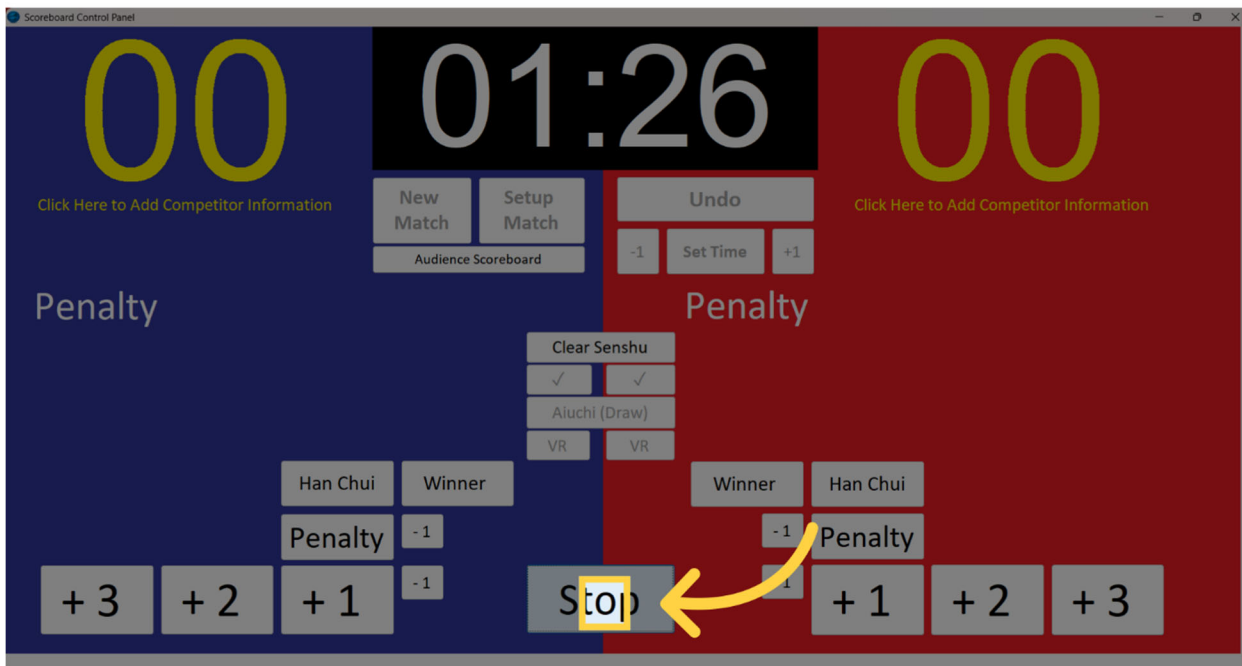 Scoreboard Control Panel
00
01:26
00
Click Here to Add Competitor Information
New Match
Setup Match
Undo
Click Here to Add Competitor Information
Audience Scoreboard
-1
Set Time
+1
Penalty
Penalty
Clear Senshu
✓
✓
Aiuchi (Draw)
VR
VR
Han Chui
Winner
Winner
Han Chui
Penalty
- 1
- 1
Penalty
+ 3
+ 2
+ 1
- 1
Stop
+ 1
+ 2
+ 3